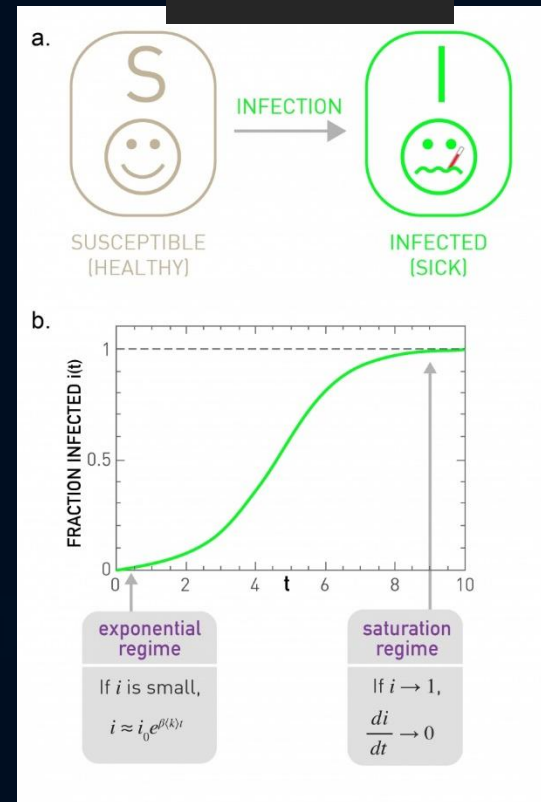 a.
S
I
INFECTION
SUSCEPTIBLE
(HEALTHY)
INFECTED
(SICK)
b.
FRACTION INFECTED i(t)
1
0.5
0
0
2
4
t
6
8
10
exponential
regime
If i is small,
i ≈ i₀e^{β⟨k⟩t}
saturation
regime
If i → 1,
di/dt → 0